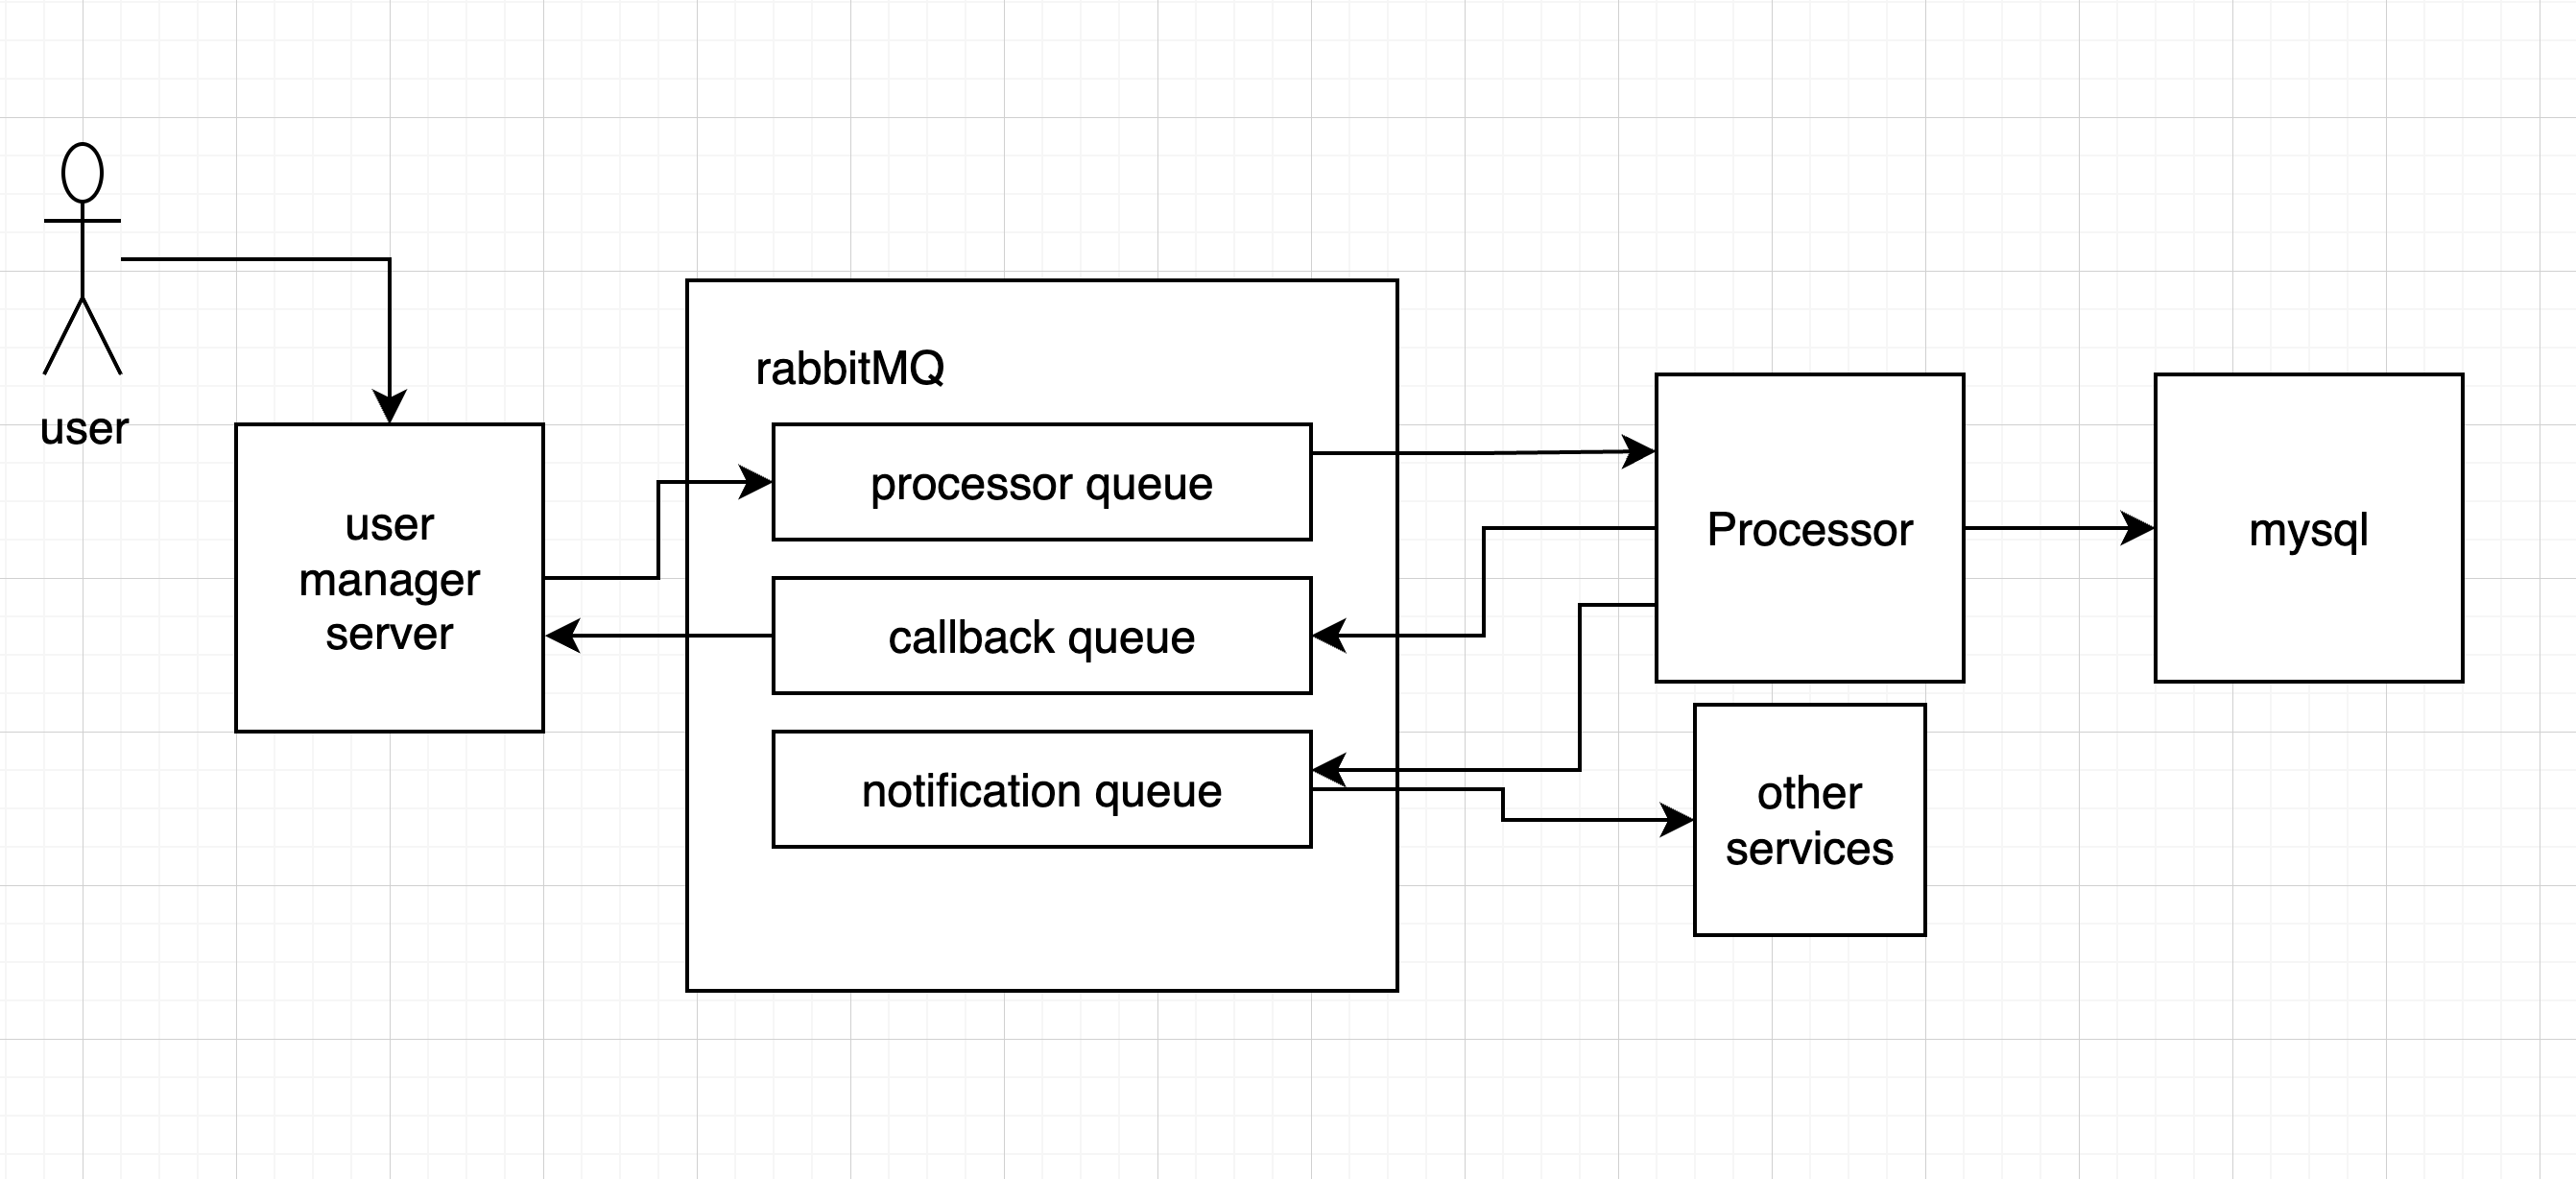 user
user
manager
server
rabbitMQ
processor queue
callback queue
notification queue
Processor
other
services
mysql